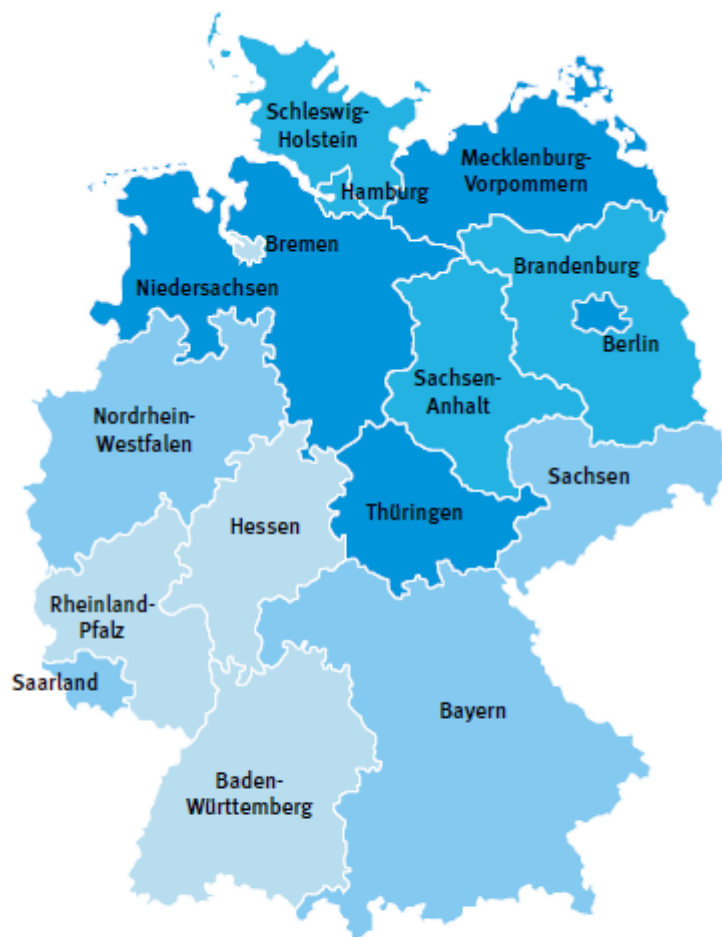 Schleswig-
Holstein
Hamburg
Mecklenburg-
Vorpommern
Bremen
Niedersachsen
Brandenburg
Berlin
Sachsen-
Anhalt
Nordrhein-
Westfalen
Sachsen
Thüringen
Hessen
Rheinland-
Pfalz
Saarland
Bayern
Baden-
Württemberg